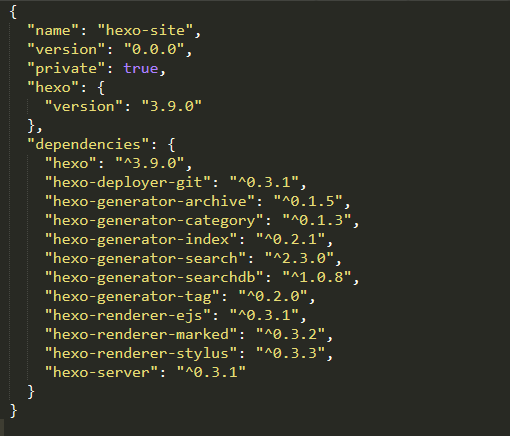 {
"name": "hexo-site",
"version": "0.0.0",
"private": true,
"hexo": {
"version": "3.9.0"
},
"dependencies": {
"hexo": "^3.9.0",
"hexo-deployer-git": "^0.3.1",
"hexo-generator-archive": "^0.1.5",
"hexo-generator-category": "^0.1.3",
"hexo-generator-index": "^0.2.1",
"hexo-generator-search": "^2.3.0",
"hexo-generator-searchdb": "^1.0.8",
"hexo-generator-tag": "^0.2.0",
"hexo-renderer-ejs": "^0.3.1",
"hexo-renderer-marked": "^0.3.2",
"hexo-renderer-stylus": "^0.3.3",
"hexo-server": "^0.3.1"
}
}